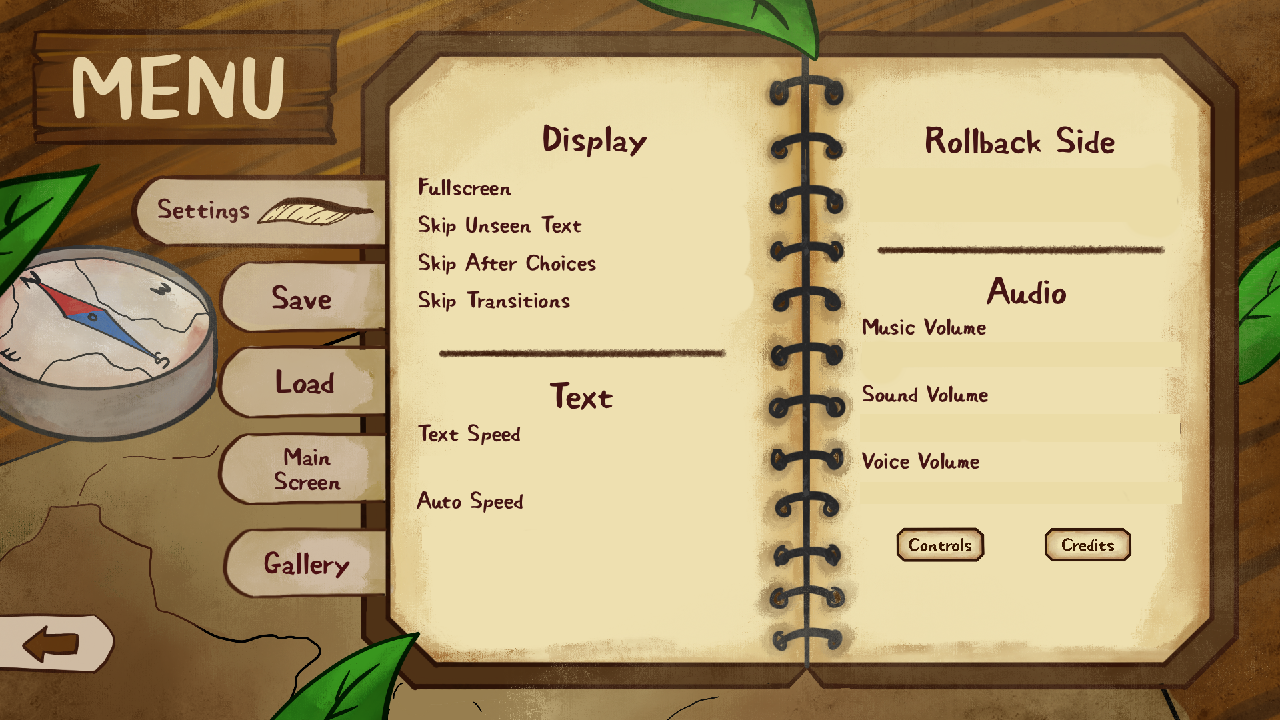 MENU
Settings
Save
Load
Main
Screen
Gallery
Display
Fullscreen
Skip Unseen Text
Skip After Choices
Skip Transitions
Text
Text Speed
Auto Speed
Rollback Side
Audio
Music Volume
Sound Volume
Voice Volume
Controls
Credits
N
W
E
S